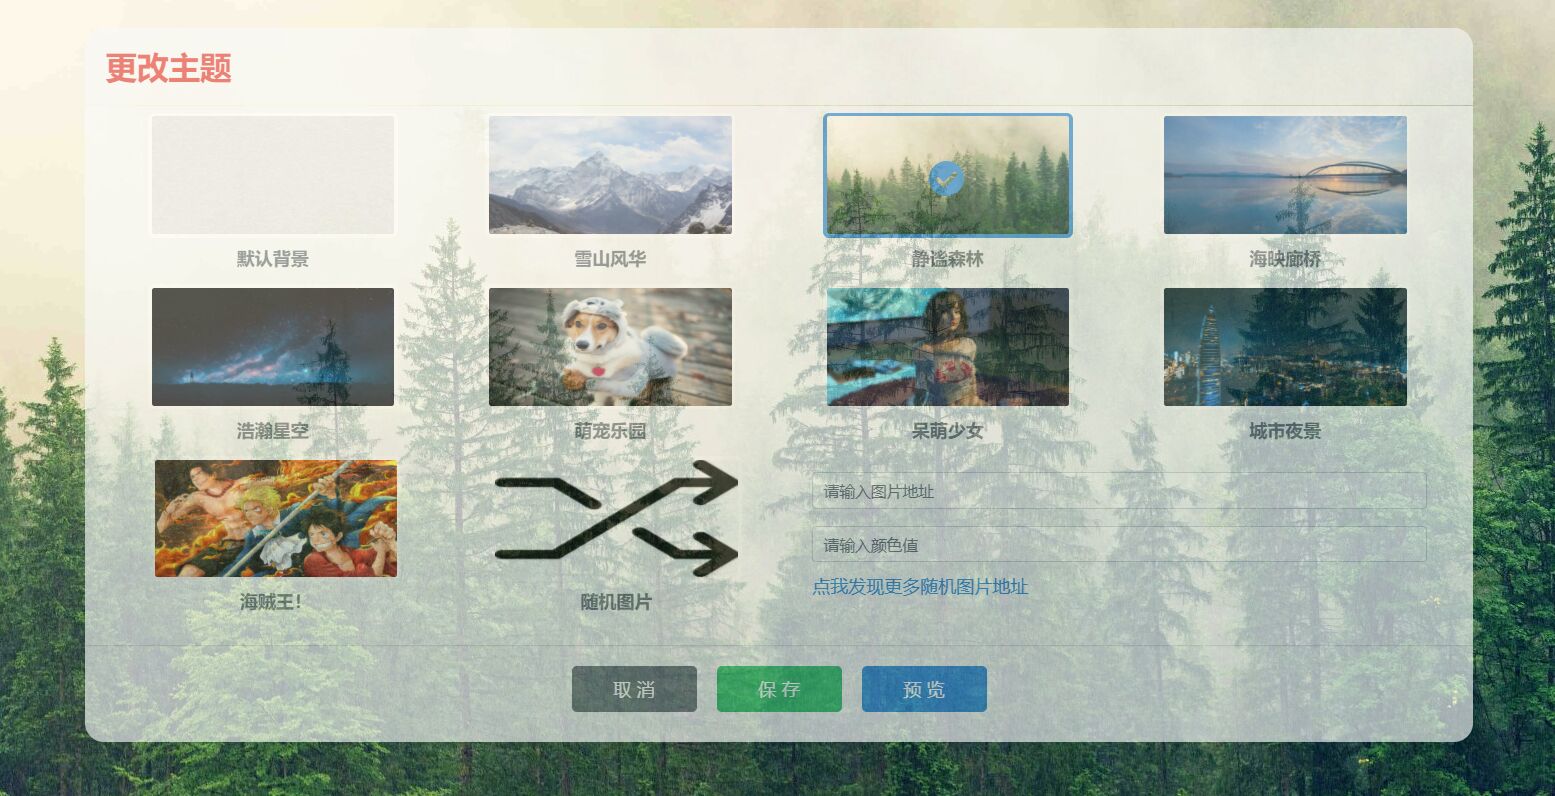 更改主题
默认背景
雪山风华
静谧森林
海映廊桥
浩瀚星空
萌宠乐园
呆萌少女
城市夜景
海贼王！
随机图片
请输入图片地址
请输入颜色值
点我发现更多随机图片地址
取消
保存
预览